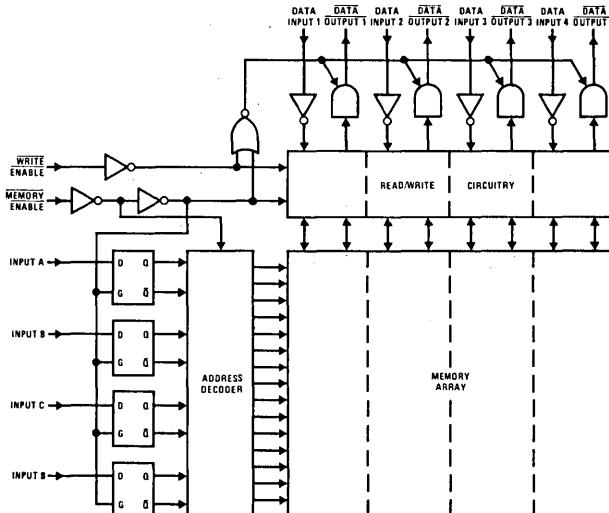 DATA INPUT 1
DATA OUTPUT 1
DATA INPUT 2
DATA OUTPUT 2
DATA INPUT 3
DATA OUTPUT 3
DATA INPUT 4
DATA OUTPUT
WRITE ENABLE
READ/WRITE
CIRCUITRY
MEMORY ENABLE
INPUT A
D Q
G Q̅
INPUT B
D Q
G Q̅
ADDRESS DECODER
MEMORY ARRAY
INPUT C
D Q
G Q̅
INPUT B
D Q
G Q̅